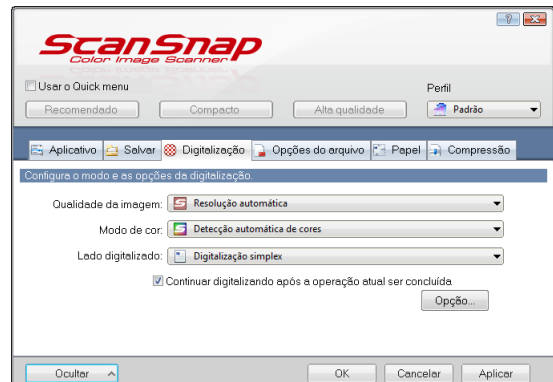 ScanSnap
Color Image Scanner
Usar o Quick menu
Perfil
Recomendado Compacto Alta qualidade Padrão
Aplicativo Salvar Digitalização Opções do arquivo Papel Compressão
Configura o modo e as opções da digitalização.
Qualidade da imagem: Resolução automática
Modo de cor: Detecção automática de cores
Lado digitalizado: Digitalização simplex
Continuar digitalizando após a operação atual ser concluída
Opção...
Ocultar OK Cancelar Aplicar